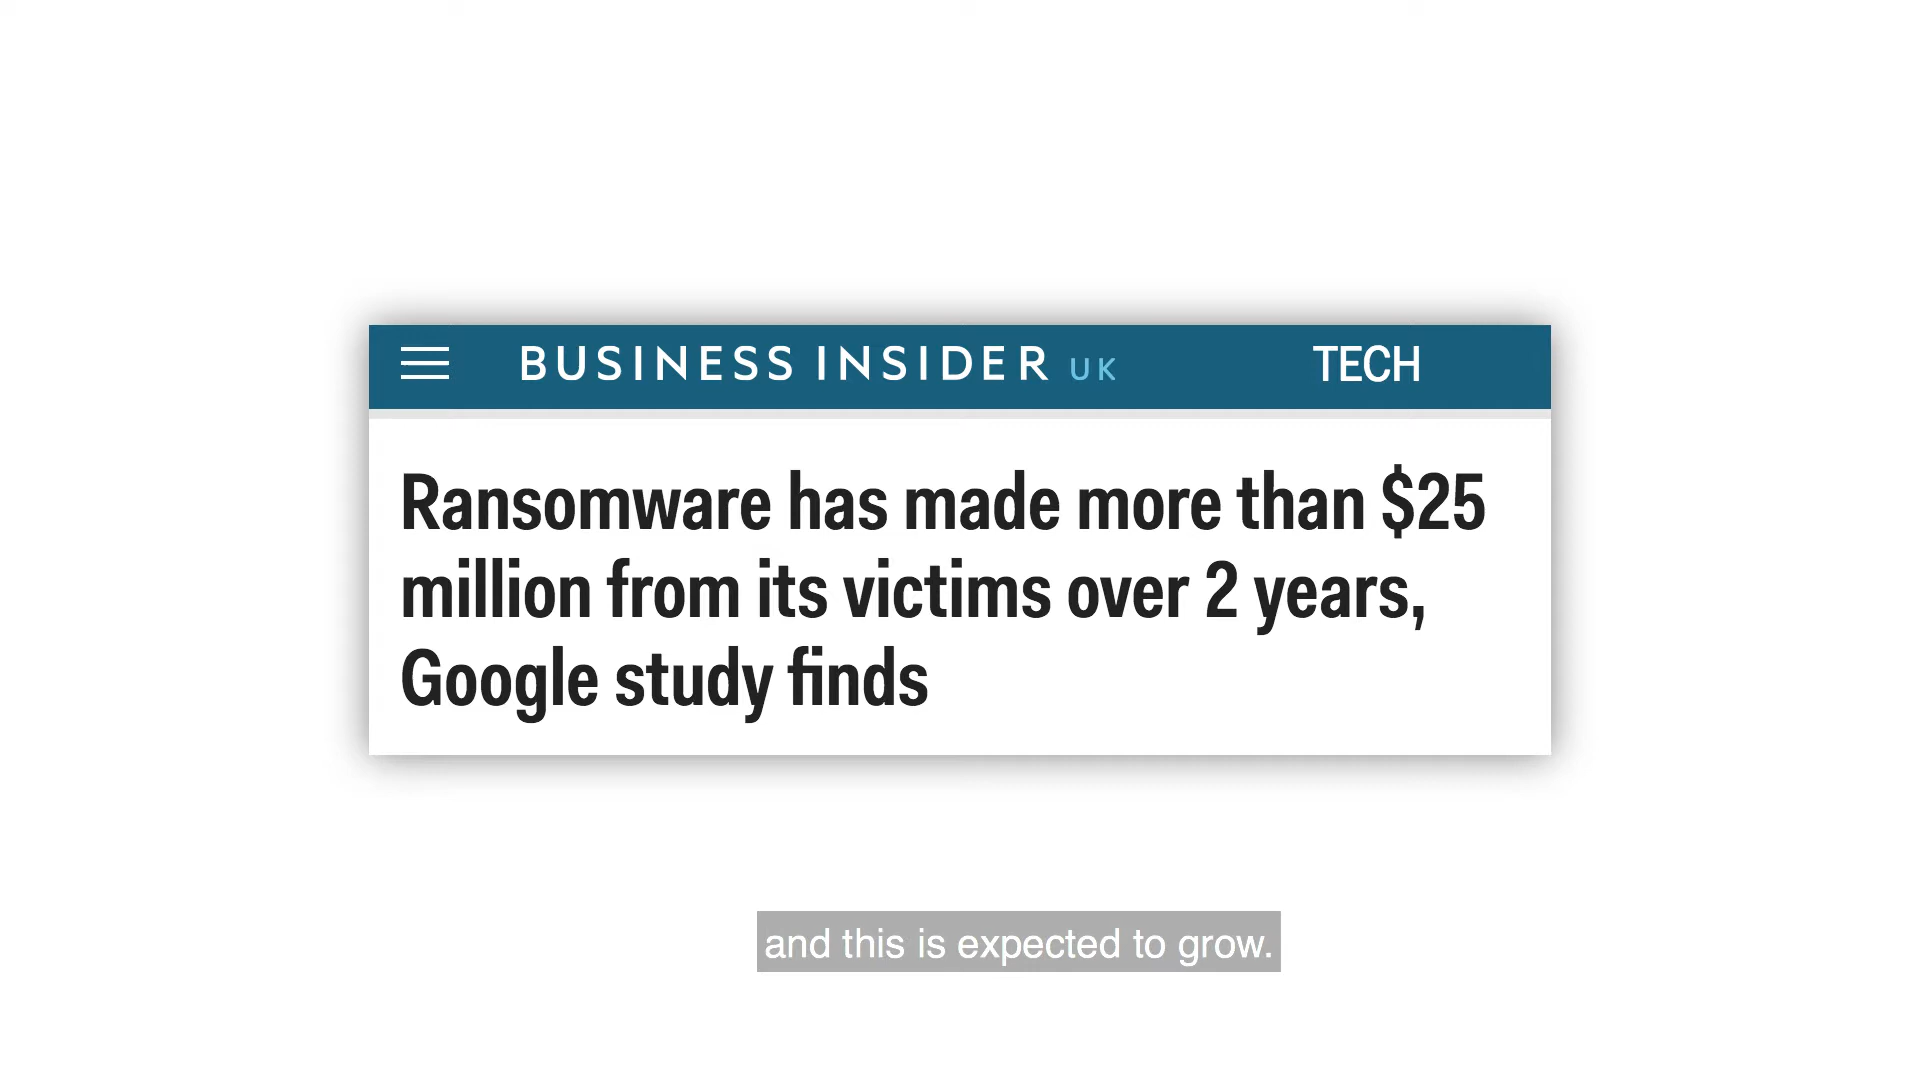 BUSINESS INSIDER UK TECH
Ransomware has made more than $25
million from its victims over 2 years,
Google study finds
and this is expected to grow.